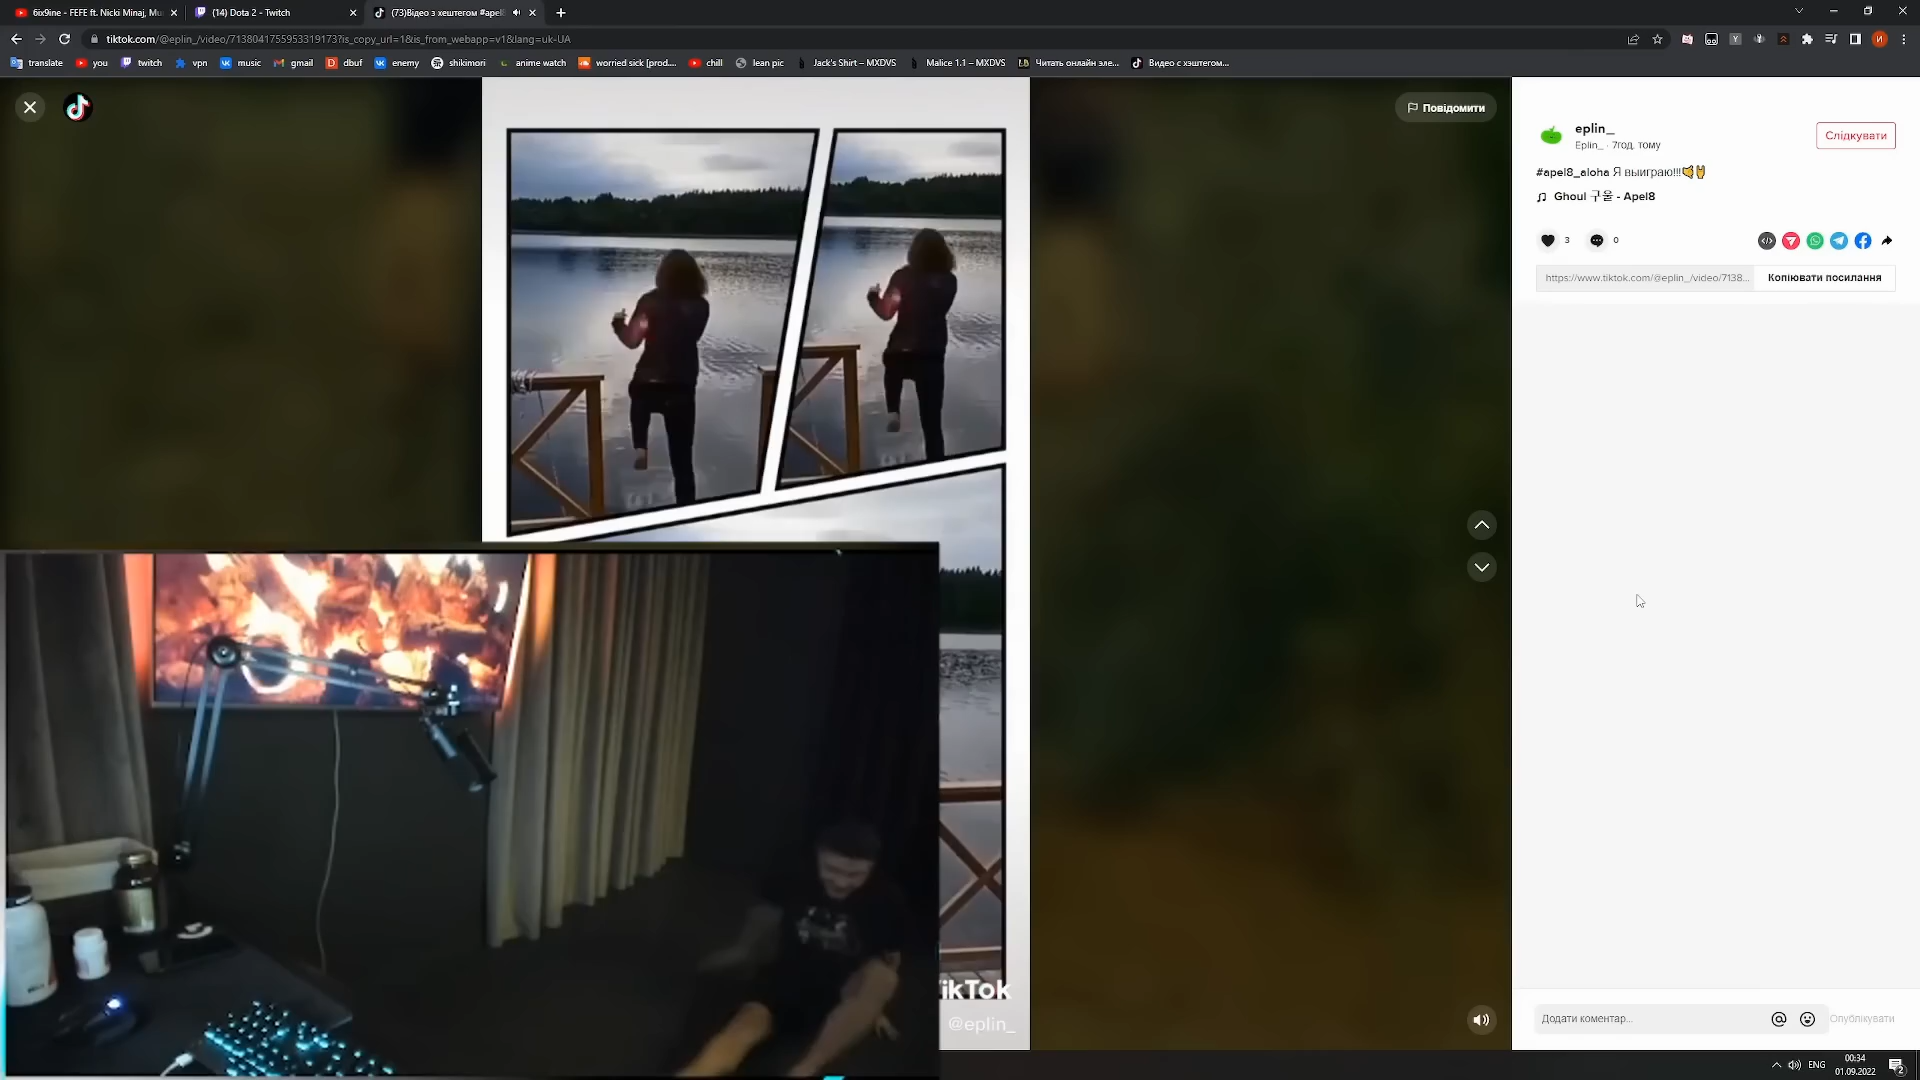 6ix9ine - FEFE ft. Nicki Minaj, Mu
(14) Dota 2 - Twitch
(73)Відео з хештегом #apel
tiktok.com/@eplin_/video/7138041755953319173?is_copy_url=1&is_from_webapp=v1&lang=uk-UA
translate
you
twitch
vpn
music
gmail
dbuf
enemy
shikimori
anime watch
worried sick [prod....
chill
lean pic
Jack's Shirt – MXDVS
Malice 1.1 – MXDVS
Читать онлайн эле...
Видео с хэштегом...
Повідомити
eplin_
Eplin_ · 7год. тому
Слідкувати
#apel8_aloha Я выиграю!!!
Ghoul 구울 - Apel8
3
0
https://www.tiktok.com/@eplin_/video/7138...
Копіювати посилання
ikTok
@eplin_
Додати коментар...
Опублікувати
ENG
00:34
01.09.2022
2